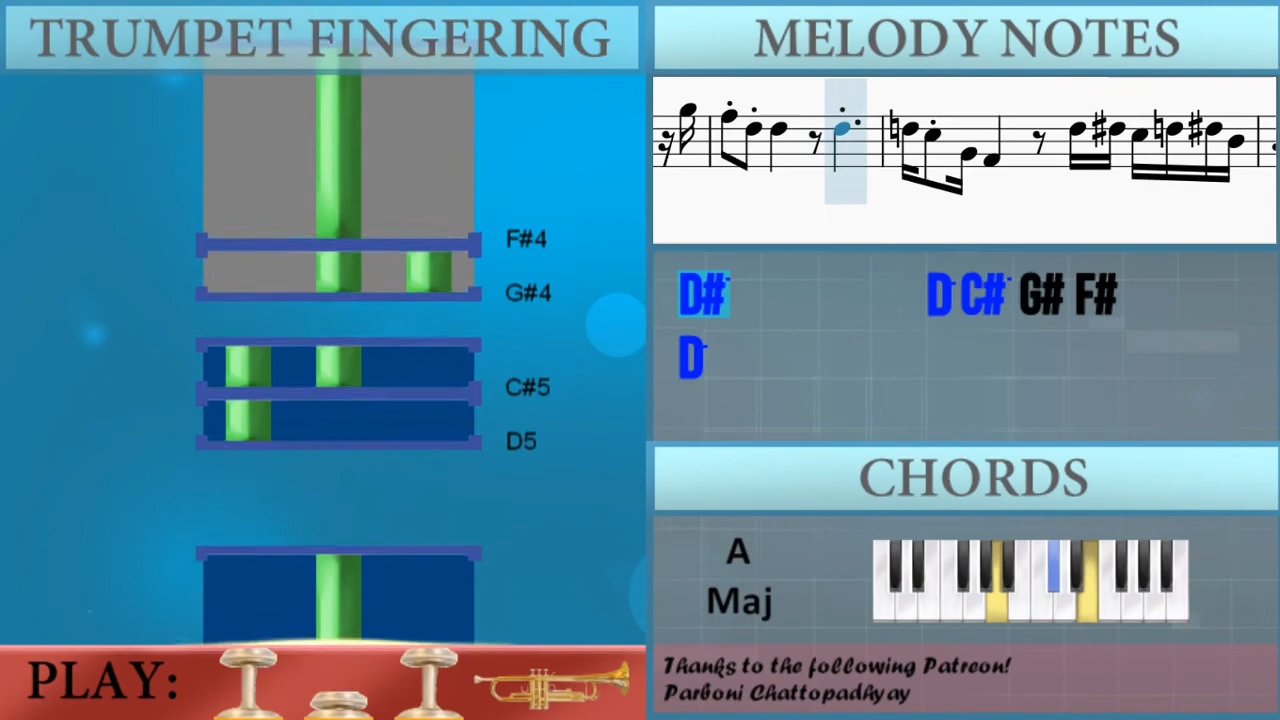 TRUMPET FINGERING
F#4
G#4
C#5
D5
PLAY:
MELODY NOTES
D#- D- C#- G# F#
D-
CHORDS
A
Maj
Thanks to the following Patreon!
Parboni Chattopadhyay